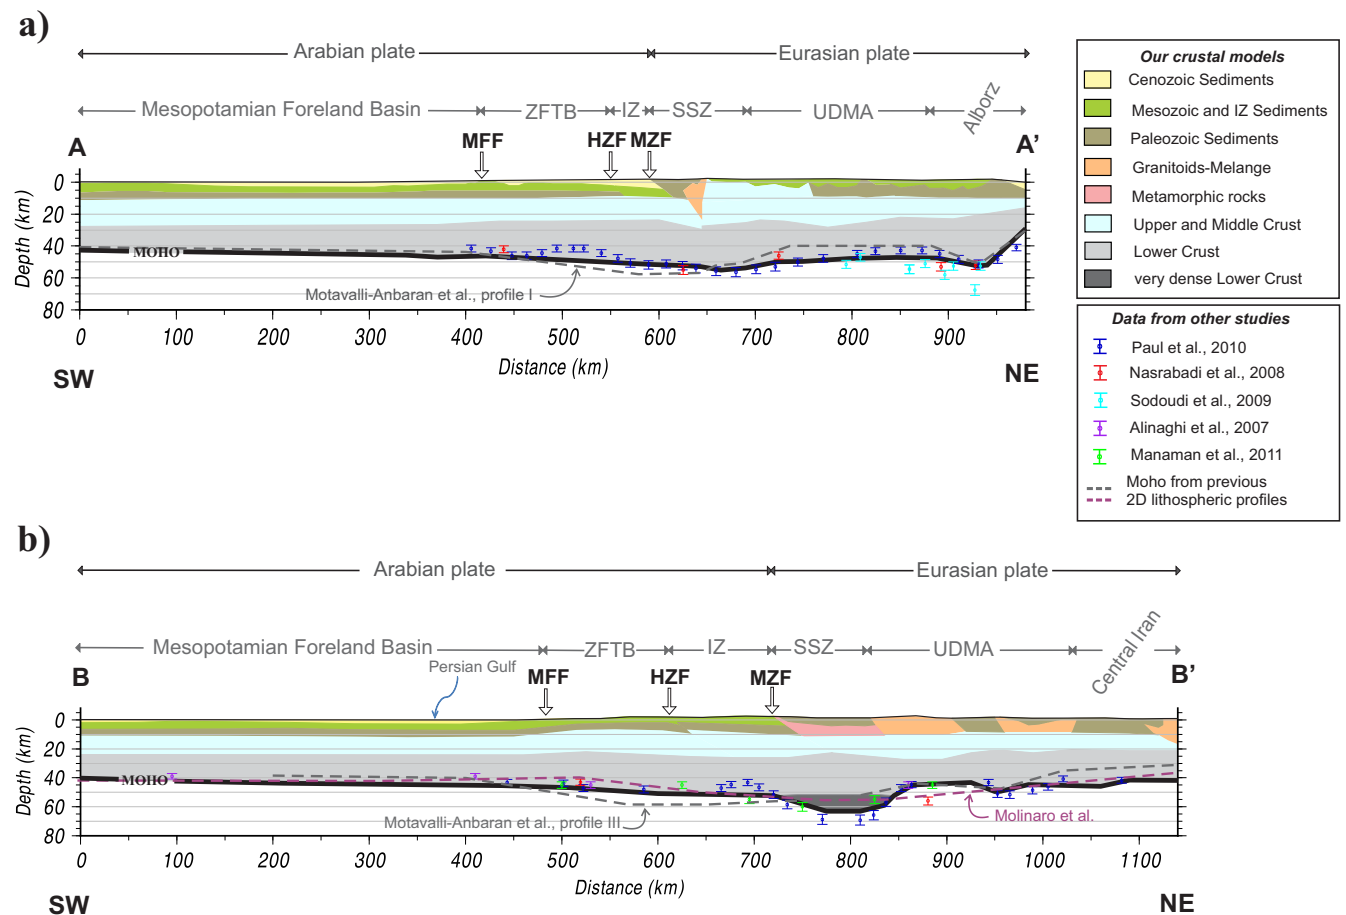 a)
Arabian plate
Eurasian plate
Mesopotamian Foreland Basin
ZFTB
IZ
SSZ
UDMA
Alborz
A
MFF
HZF
MZF
A’
0
20
40
60
80
Depth (km)
MOHO
Motavalli-Anbaran et al., profile I
0 100 200 300 400 500 600 700 800 900
Distance (km)
SW
NE
Our crustal models
Cenozoic Sediments
Mesozoic and IZ Sediments
Paleozoic Sediments
Granitoids-Melange
Metamorphic rocks
Upper and Middle Crust
Lower Crust
very dense Lower Crust
Data from other studies
Paul et al., 2010
Nasrabadi et al., 2008
Sodoudi et al., 2009
Alinaghi et al., 2007
Manaman et al., 2011
Moho from previous
2D lithospheric profiles
b)
Arabian plate
Eurasian plate
Mesopotamian Foreland Basin
ZFTB
IZ
SSZ
UDMA
Central Iran
B
Persian Gulf
MFF
HZF
MZF
B’
0
20
40
60
80
Depth (km)
MOHO
Motavalli-Anbaran et al., profile III
Molinaro et al.
0 100 200 300 400 500 600 700 800 900 1000 1100
Distance (km)
SW
NE